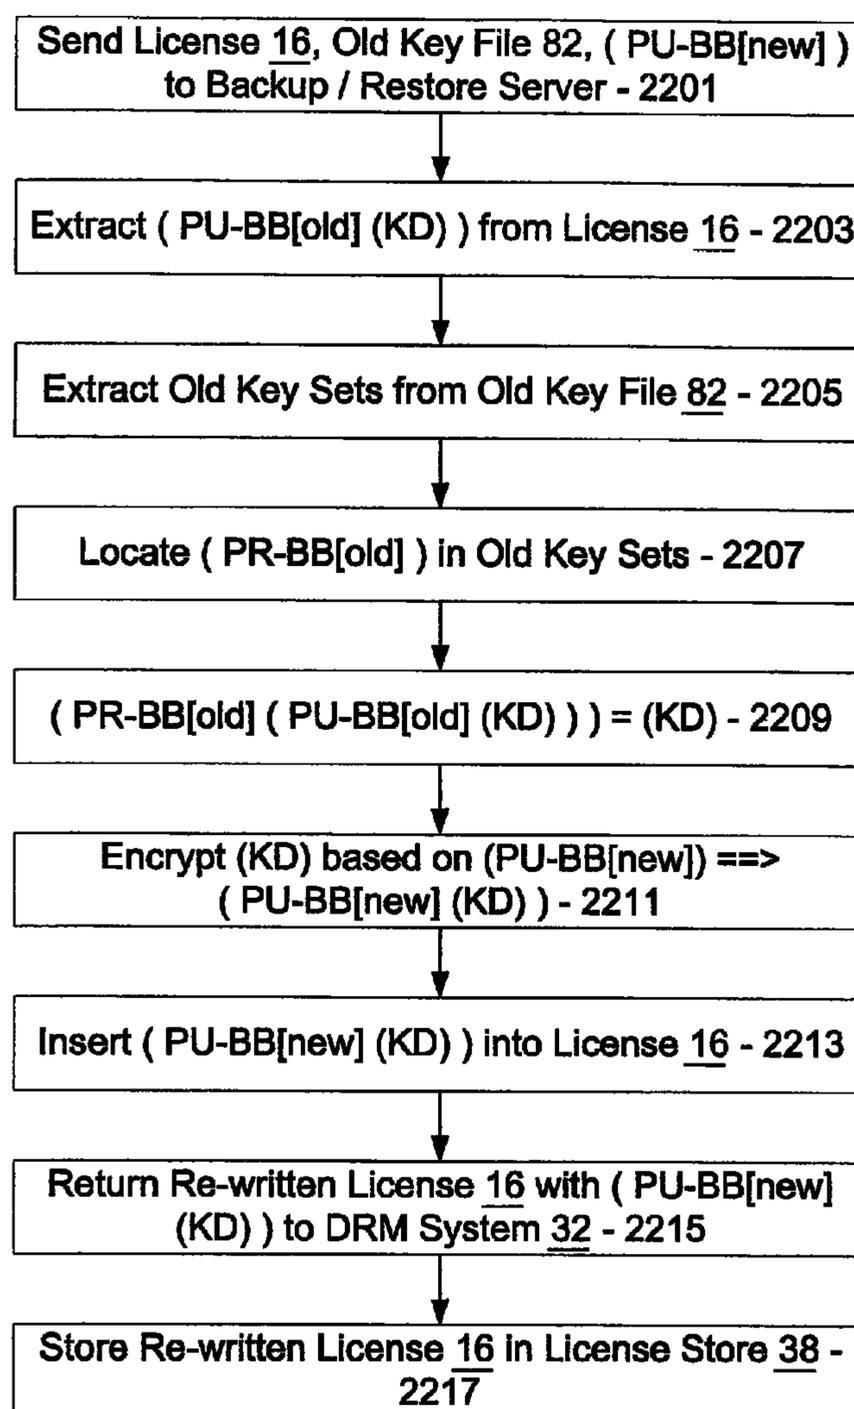 Send License 16, Old Key File 82, ( PU-BB[new] )
to Backup / Restore Server - 2201
Extract ( PU-BB[old] (KD) ) from License 16 - 2203
Extract Old Key Sets from Old Key File 82 - 2205
Locate ( PR-BB[old] ) in Old Key Sets - 2207
( PR-BB[old] ( PU-BB[old] (KD) ) ) = (KD) - 2209
Encrypt (KD) based on (PU-BB[new]) ==>
( PU-BB[new] (KD) ) - 2211
Insert ( PU-BB[new] (KD) ) into License 16 - 2213
Return Re-written License 16 with ( PU-BB[new]
(KD) ) to DRM System 32 - 2215
Store Re-written License 16 in License Store 38 -
2217